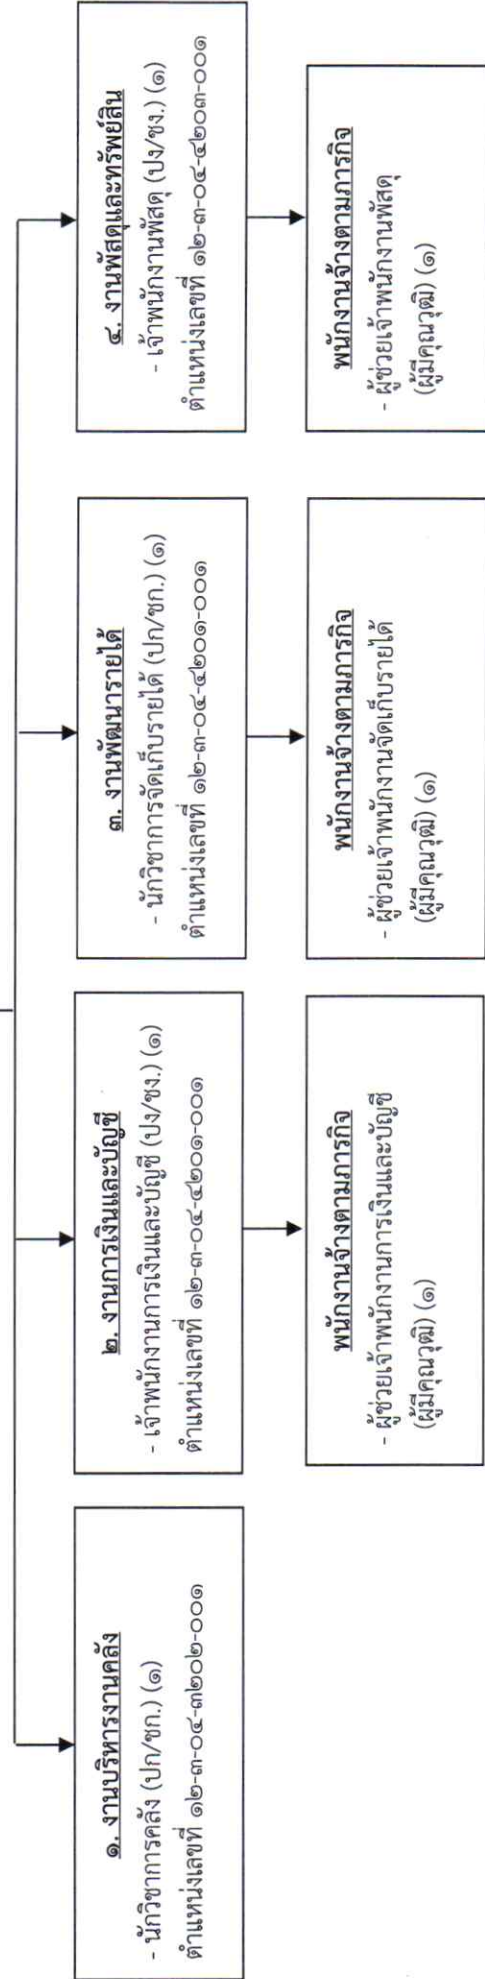 ๑. งานบริหารงานคลัง
- นักวิชาการคลัง (ปก/ชก.) (๑)
ตำแหน่งเลขที่ ๑๒-๓-๐๔-๓๒๐๒-๐๐๑
๒. งานการเงินและบัญชี
- เจ้าพนักงานการเงินและบัญชี (ปง/ชง.) (๑)
ตำแหน่งเลขที่ ๑๒-๓-๐๔-๔๒๐๑-๐๐๑
พนักงานจ้างตามภารกิจ
- ผู้ช่วยเจ้าพนักงานการเงินและบัญชี
(ผู้มีคุณวุฒิ) (๑)
๓. งานพัฒนารายได้
- นักวิชาการจัดเก็บรายได้ (ปก/ชก.) (๑)
ตำแหน่งเลขที่ ๑๒-๓-๐๔-๔๒๐๑-๐๐๑
พนักงานจ้างตามภารกิจ
- ผู้ช่วยเจ้าพนักงานจัดเก็บรายได้
(ผู้มีคุณวุฒิ) (๑)
๔. งานพัสดุและทรัพย์สิน
- เจ้าพนักงานพัสดุ (ปง/ชง.) (๑)
ตำแหน่งเลขที่ ๑๒-๓-๐๔-๔๒๐๓-๐๐๑
พนักงานจ้างตามภารกิจ
- ผู้ช่วยเจ้าพนักงานพัสดุ
(ผู้มีคุณวุฒิ) (๑)